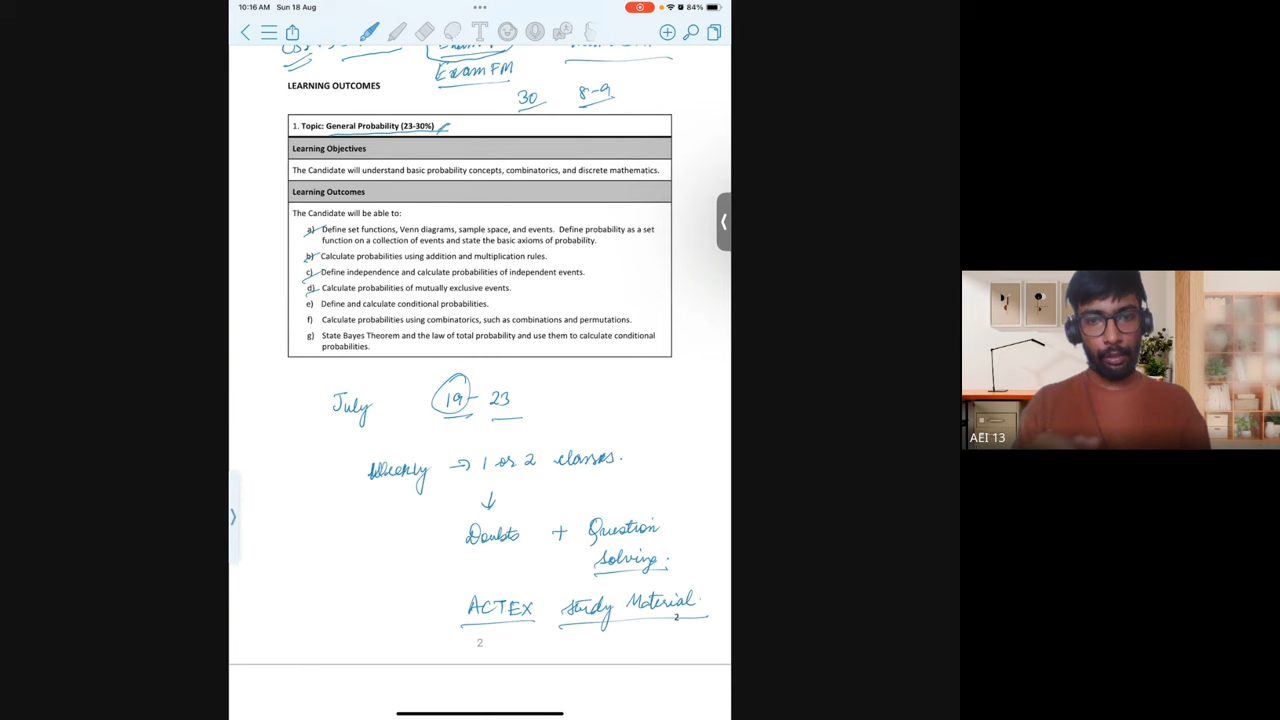 10:16 AM Sun 18 Aug
84%
Exam FM
LEARNING OUTCOMES
30 8-9
1. Topic: General Probability (23-30%)
Learning Objectives
The Candidate will understand basic probability concepts, combinatorics, and discrete mathematics.
Learning Outcomes
The Candidate will be able to:
a) Define set functions, Venn diagrams, sample space, and events. Define probability as a set
function on a collection of events and state the basic axioms of probability.
b) Calculate probabilities using addition and multiplication rules.
c) Define independence and calculate probabilities of independent events.
d) Calculate probabilities of mutually exclusive events.
e) Define and calculate conditional probabilities.
f) Calculate probabilities using combinatorics, such as combinations and permutations.
g) State Bayes Theorem and the law of total probability and use them to calculate conditional
probabilities.
July 19 - 23
Weekly → 1 or 2 classes.
↓
Doubts + Question
Solving.
ACTEX Study Material.
2
2
AEI 13